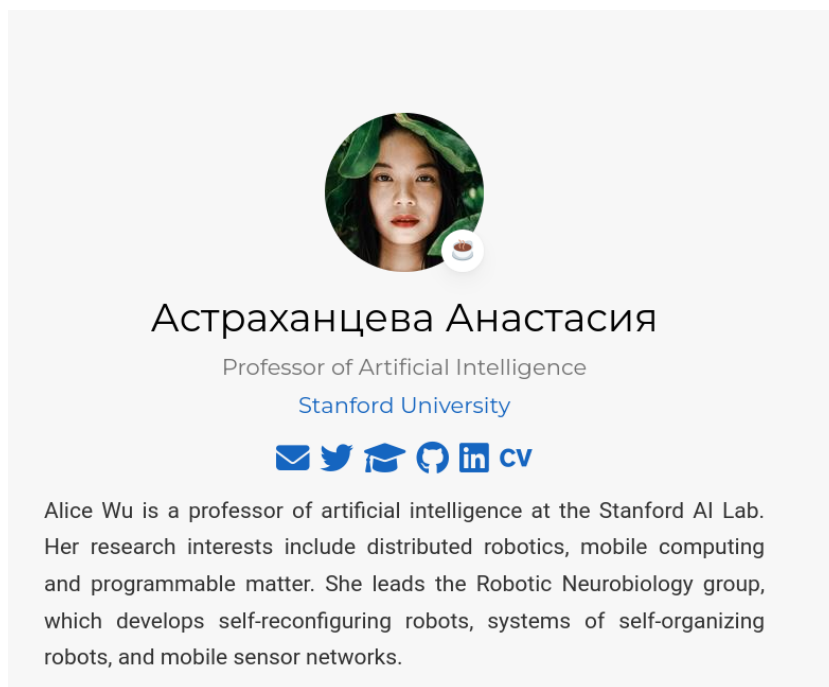 Астраханцева Анастасия
Professor of Artificial Intelligence
Stanford University
CV
Alice Wu is a professor of artificial intelligence at the Stanford AI Lab.
Her research interests include distributed robotics, mobile computing
and programmable matter. She leads the Robotic Neurobiology group,
which develops self-reconfiguring robots, systems of self-organizing
robots, and mobile sensor networks.